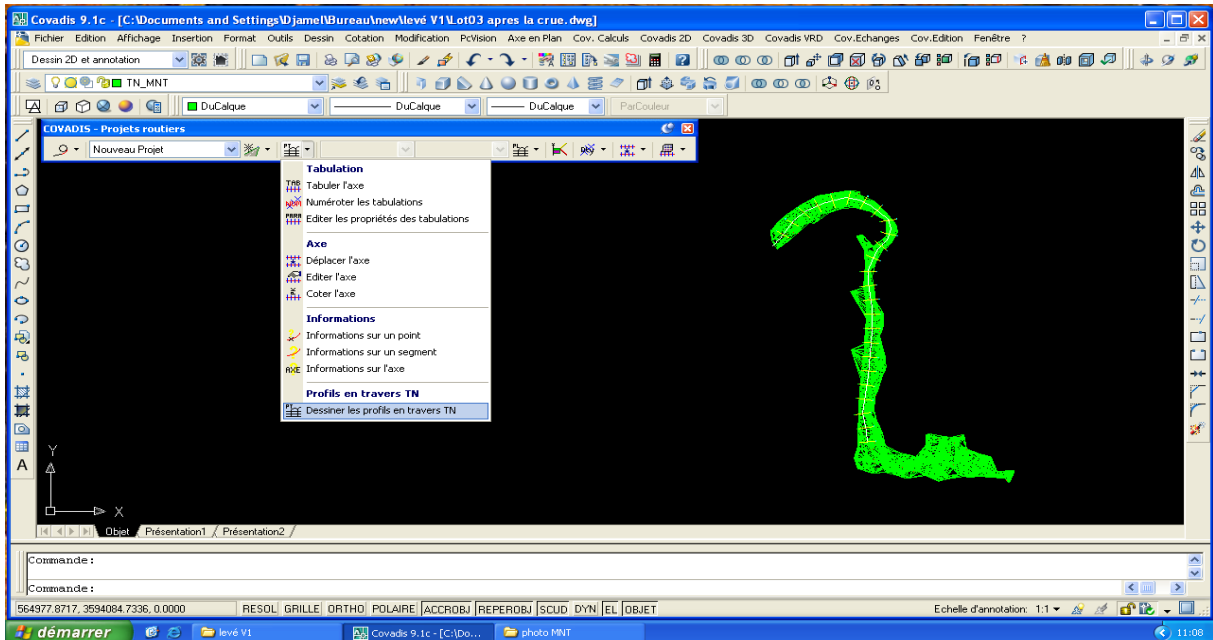 Covadis 9.1c - [C:\Documents and Settings\Djamel\Bureau\new\levé V1\Lot03 apres la crue.dwg]
Fichier Edition Affichage Insertion Format Outils Dessin Cotation Modification PcVision Axe en Plan Cov. Calculs Covadis 2D Covadis 3D Covadis VRD Cov.Echanges Cov.Edition Fenêtre ?
Dessin 2D et annotation
TN_MNT
DuCalque DuCalque DuCalque ParCouleur
COVADIS - Projets routiers
Nouveau Projet
Tabulation
Tabuler l'axe
Numéroter les tabulations
Editer les propriétés des tabulations
Axe
Déplacer l'axe
Editer l'axe
Coter l'axe
Informations
Informations sur un point
Informations sur un segment
Informations sur l'axe
Profils en travers TN
Dessiner les profils en travers TN
Y
X
Objet Présentation1 Présentation2
Commande:
Commande:
564977.8717, 3594084.7336, 0.0000 RESOL GRILLE ORTHO POLAIRE ACCROBJ REPEROBJ SCUD DYN EL OBJET Echelle d'annotation: 1:1
démarrer levé V1 Covadis 9.1c - [C:\Do... photo MNT 11:08